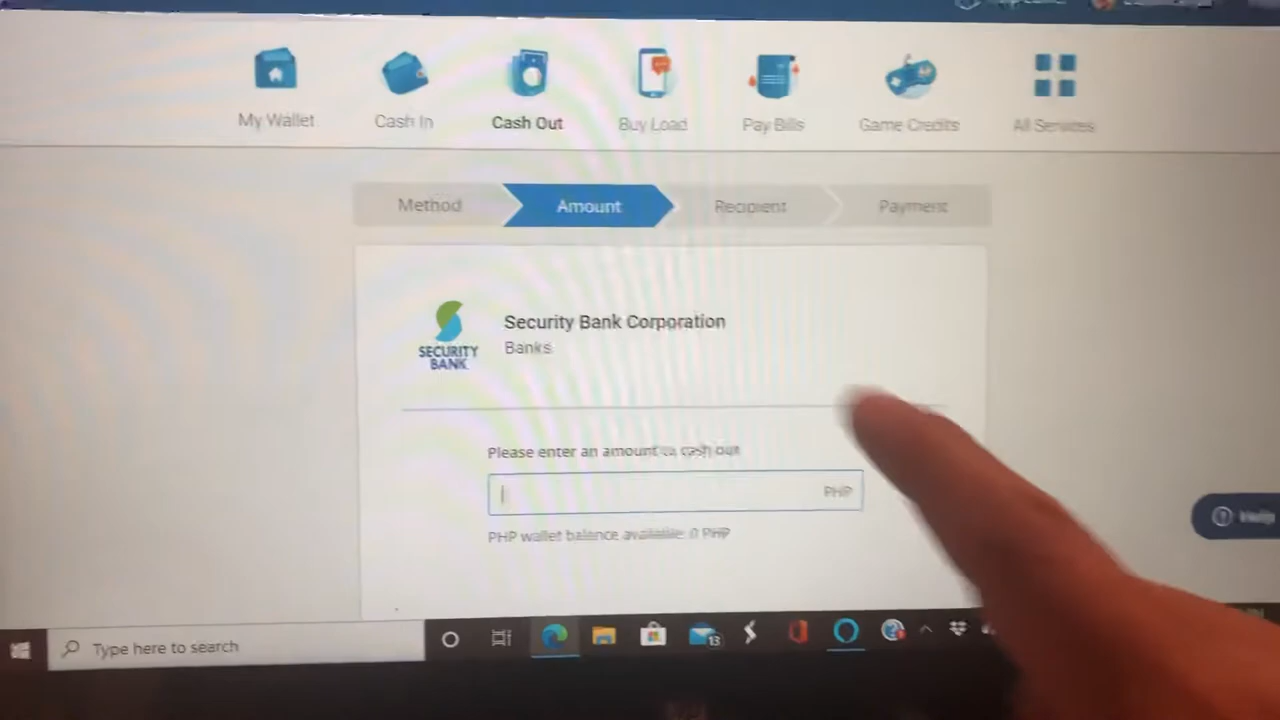 My Wallet
Cash In
Cash Out
Buy Load
Pay Bills
Game Credits
All Services
Method
Amount
Recipient
Payment
SECURITY
BANK
Security Bank Corporation
Banks
Please enter an amount to cash out
PHP
PHP wallet balance available: 0 PHP
Help
Type here to search
13